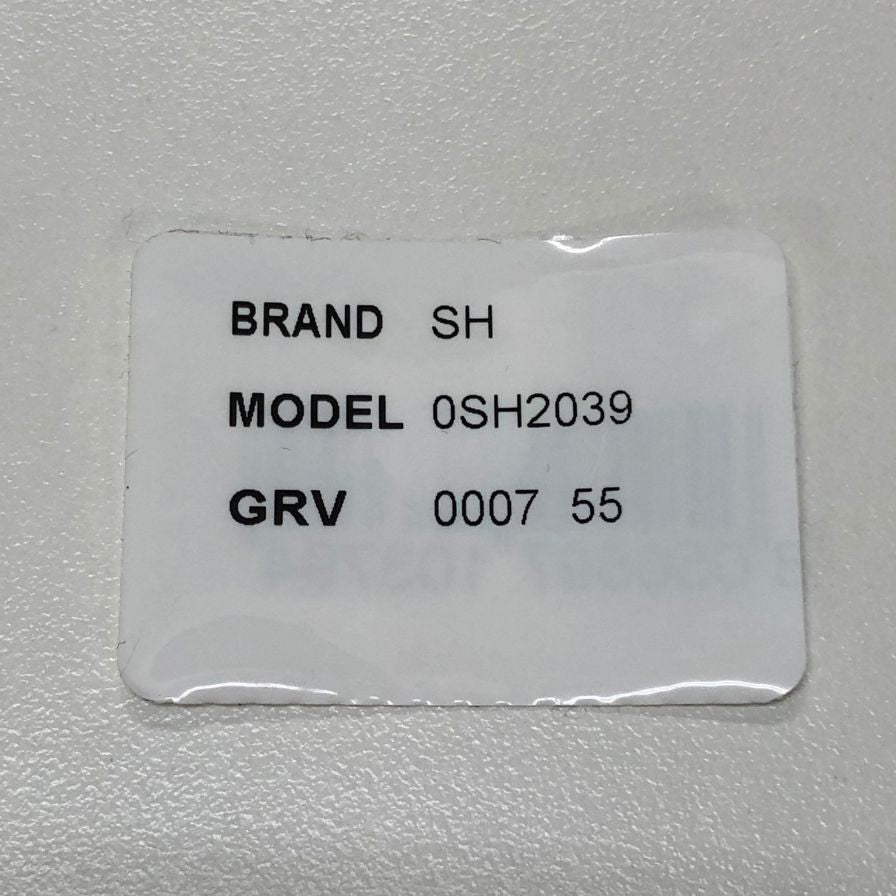 BRAND SH
MODEL 0SH2039
GRV 0007 55